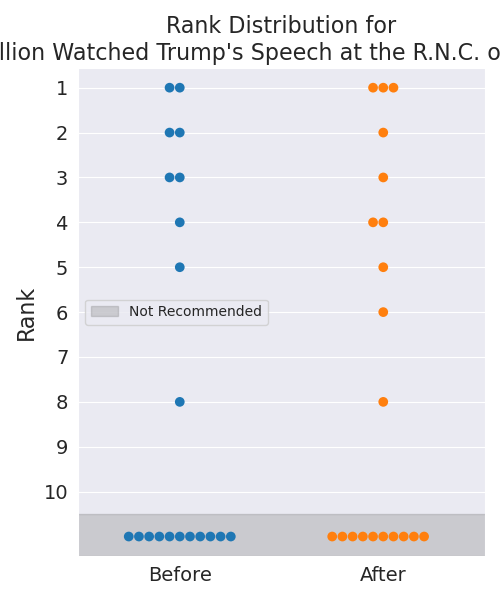 Rank Distribution for
Watched Trump's Speech at the R.N.C.
1
2
3
4
5
6
7
8
9
10
Rank
Not Recommended
Before
After